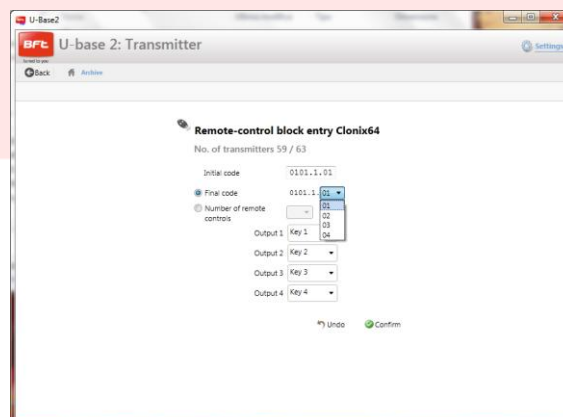 U-Base2
BFt
U-base 2: Transmitter
Settings
Back
Archive
Remote-control block entry Clonix64
No. of transmitters 59 / 63
Initial code
0101.1.01
Final code
0101.1. 01
Number of remote
controls
01
02
03
04
Output 1 Key 1
Output 2 Key 2
Output 3 Key 3
Output 4 Key 4
Undo
Confirm